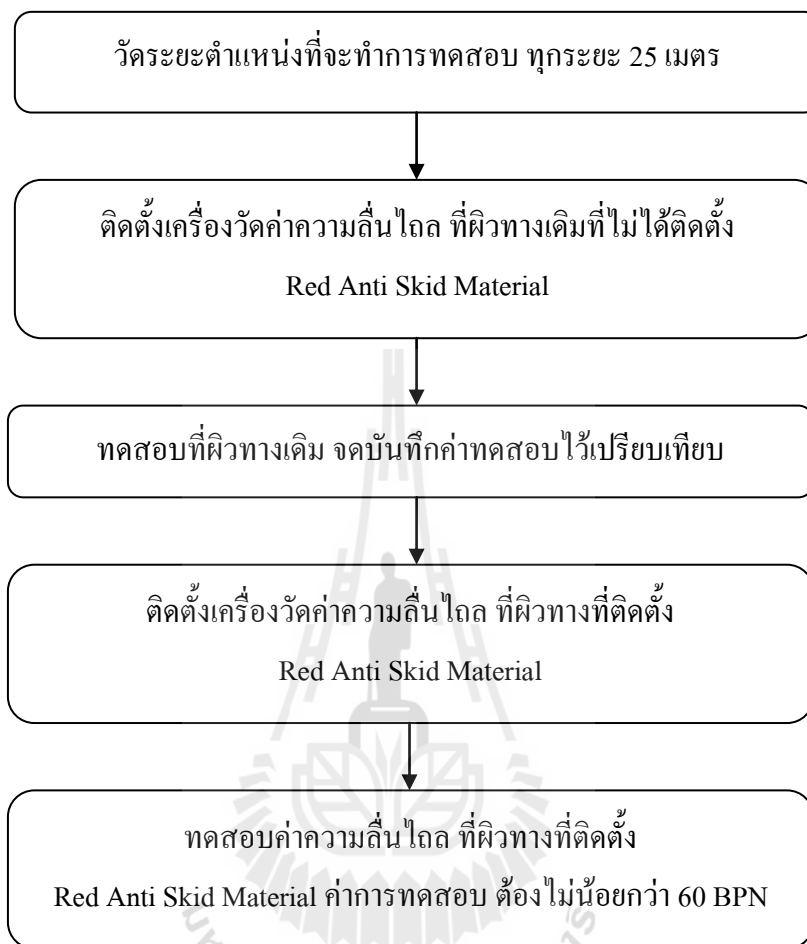 วัดระยะตำแหน่งที่จะทำการทดสอบ ทุกระยะ 25 เมตร
ติดตั้งเครื่องวัดค่าความลื่นไถล ที่ผิวทางเดิมที่ไม่ได้ติดตั้ง
Red Anti Skid Material
ทดสอบที่ผิวทางเดิม จดบันทึกค่าทดสอบไว้เปรียบเทียบ
ติดตั้งเครื่องวัดค่าความลื่นไถล ที่ผิวทางที่ติดตั้ง
Red Anti Skid Material
ทดสอบค่าความลื่นไถล ที่ผิวทางที่ติดตั้ง
Red Anti Skid Material ค่าการทดสอบ ต้องไม่น้อยกว่า 60 BPN